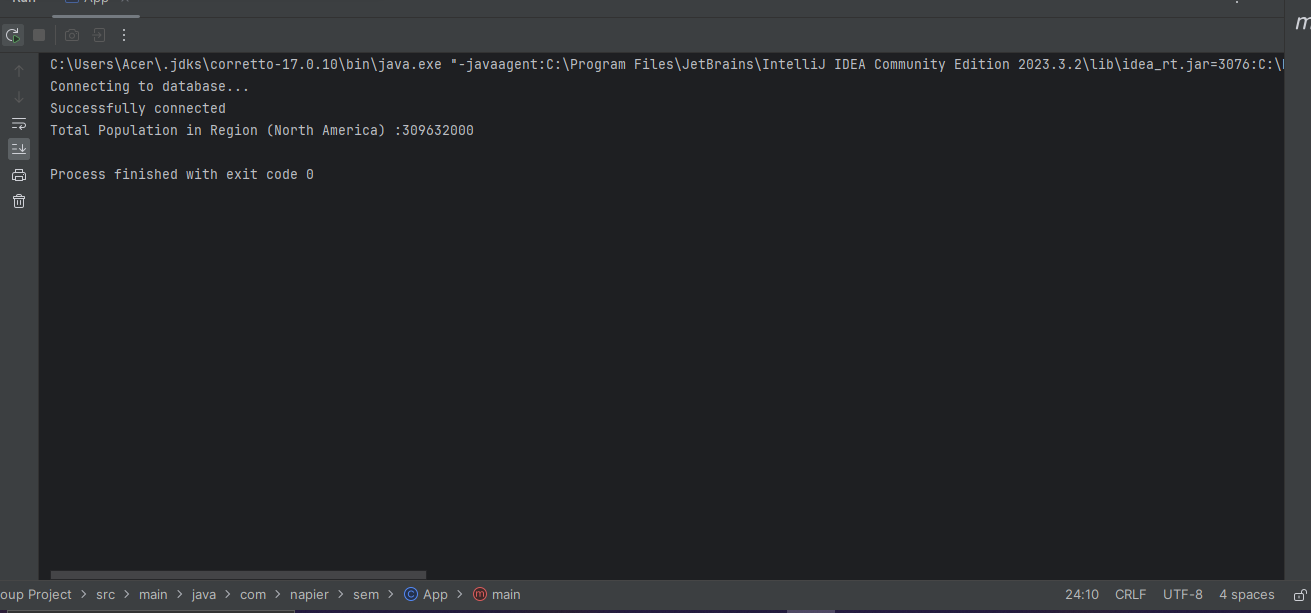 App
C:\Users\Acer\.jdks\corretto-17.0.10\bin\java.exe "-javaagent:C:\Program Files\JetBrains\IntelliJ IDEA Community Edition 2023.3.2\lib\idea_rt.jar=3076:C:\
Connecting to database...
Successfully connected
Total Population in Region (North America) :309632000
Process finished with exit code 0
oup Project > src > main > java > com > napier > sem > App > main
24:10 CRLF UTF-8 4 spaces